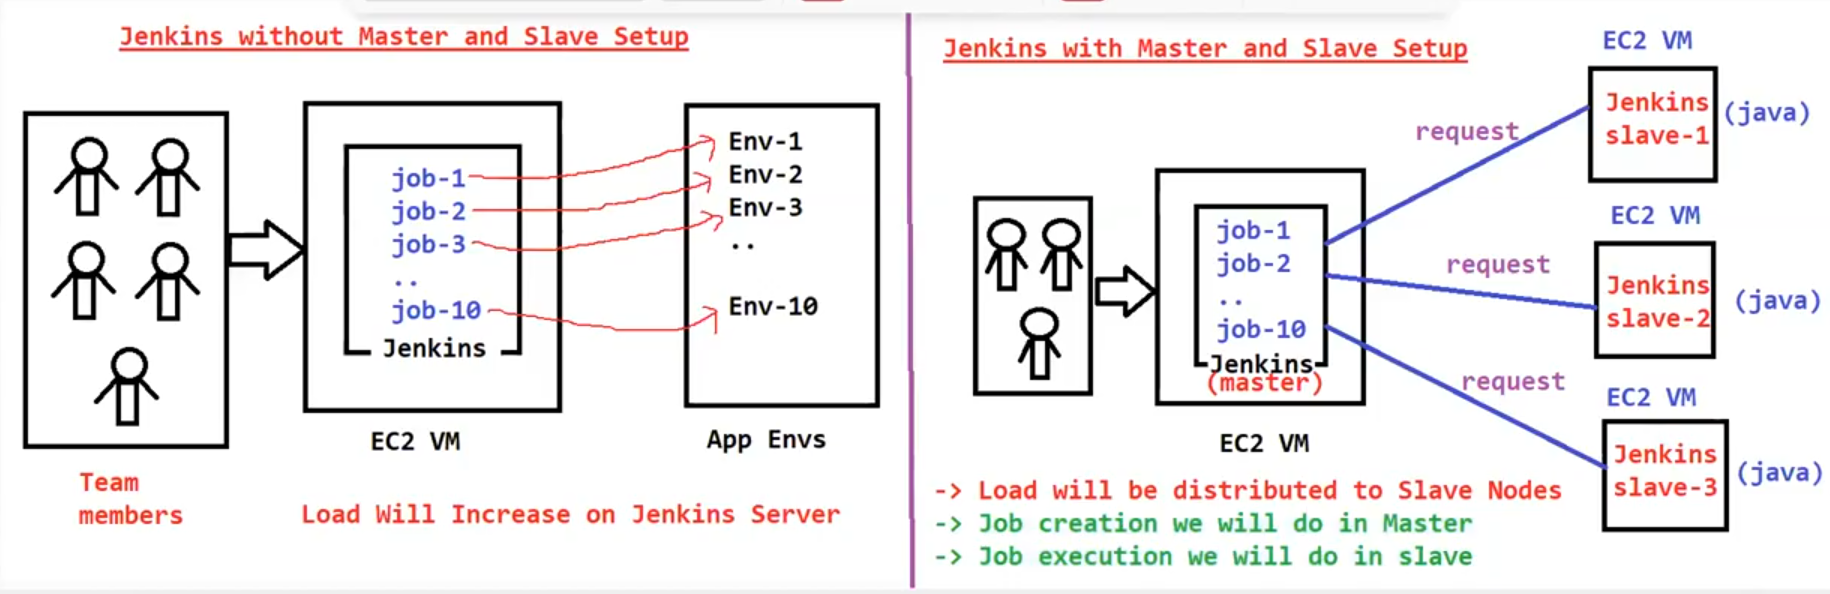 Jenkins without Master and Slave Setup
job-1
job-2
job-3
..
job-10
Jenkins
EC2 VM
Env-1
Env-2
Env-3
..
Env-10
App Envs
Team
members
Load Will Increase on Jenkins Server
Jenkins with Master and Slave Setup
job-1
job-2
..
job-10
Jenkins
(master)
EC2 VM
request
request
request
EC2 VM
Jenkins
slave-1
(java)
EC2 VM
Jenkins
slave-2
(java)
EC2 VM
Jenkins
slave-3
(java)
-> Load will be distributed to Slave Nodes
-> Job creation we will do in Master
-> Job execution we will do in slave